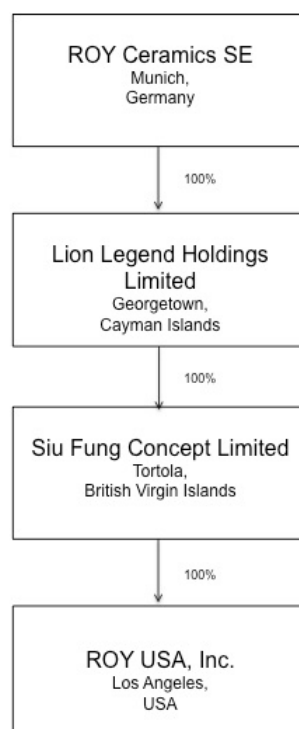 ROY Ceramics SE
Munich,
Germany
100%
Lion Legend Holdings
Limited
Georgetown,
Cayman Islands
100%
Siu Fung Concept Limited
Tortola,
British Virgin Islands
100%
ROY USA, Inc.
Los Angeles,
USA